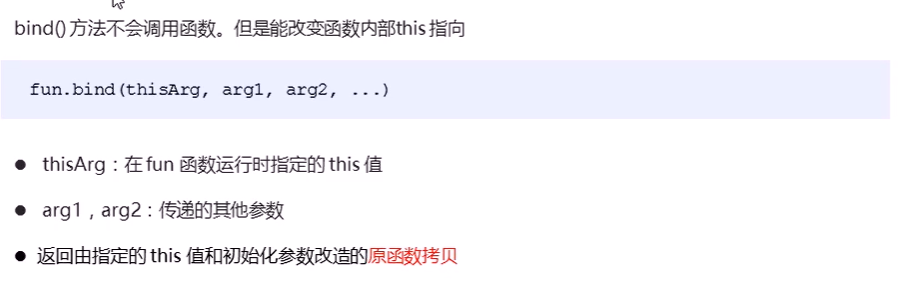 bind()方法不会调用函数。但是能改变函数内部this 指向
fun.bind(thisArg, arg1, arg2, ...)
● thisArg：在 fun 函数运行时指定的 this 值
● arg1，arg2：传递的其他参数
● 返回由指定的 this 值和初始化参数改造的原函数拷贝